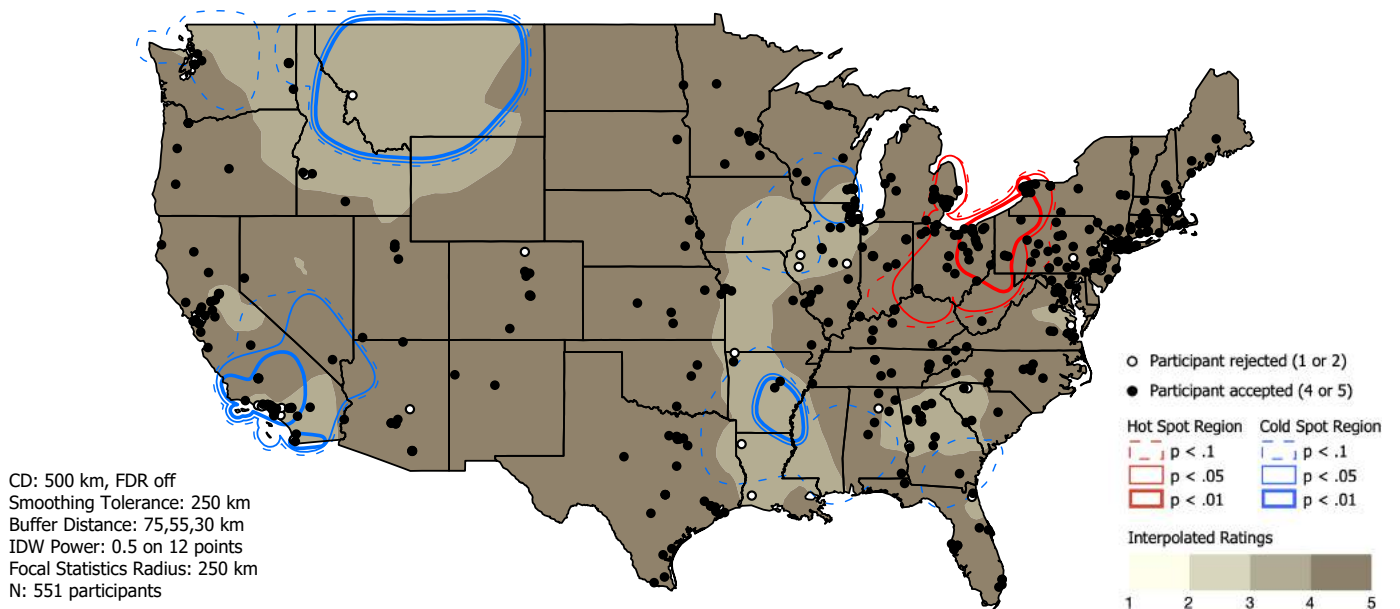 Participant rejected (1 or 2)
Participant accepted (4 or 5)
Hot Spot Region Cold Spot Region
p < .1 p < .1
p < .05 p < .05
p < .01 p < .01
Interpolated Ratings
1 2 3 4 5
CD: 500 km, FDR off
Smoothing Tolerance: 250 km
Buffer Distance: 75,55,30 km
IDW Power: 0.5 on 12 points
Focal Statistics Radius: 250 km
N: 551 participants